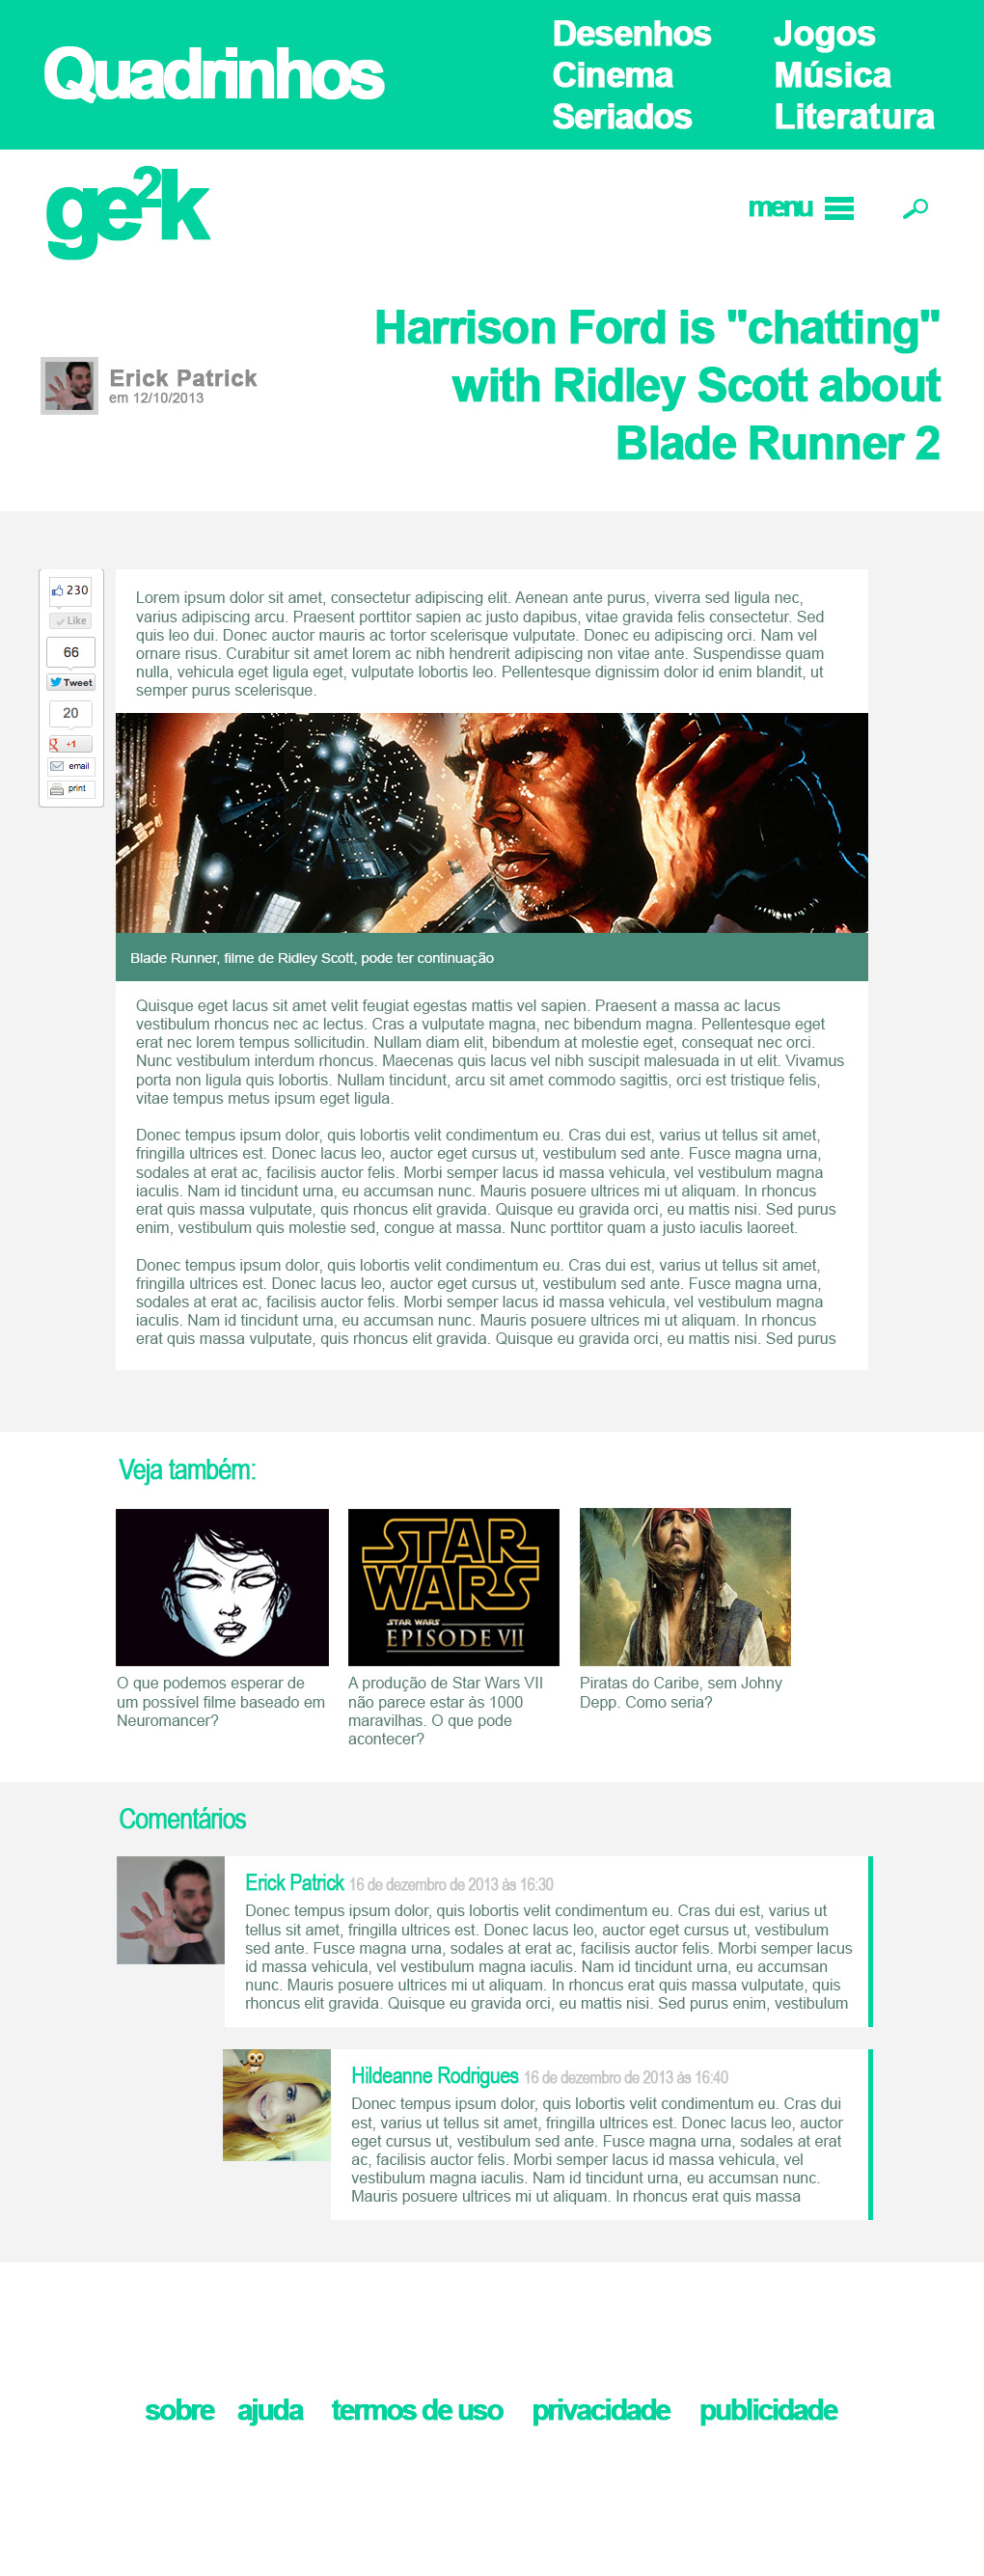 Quadrinhos
Desenhos
Cinema
Seriados
Jogos
Música
Literatura
ge2k
menu
Harrison Ford is "chatting"
with Ridley Scott about
Blade Runner 2
Erick Patrick
em 12/10/2013
230
Like
66
Tweet
20
+1
email
print
Lorem ipsum dolor sit amet, consectetur adipiscing elit. Aenean ante purus, viverra sed ligula nec,
varius adipiscing arcu. Praesent porttitor sapien ac justo dapibus, vitae gravida felis consectetur. Sed
quis leo dui. Donec auctor mauris ac tortor scelerisque vulputate. Donec eu adipiscing orci. Nam vel
ornare risus. Curabitur sit amet lorem ac nibh hendrerit adipiscing non vitae ante. Suspendisse quam
nulla, vehicula eget ligula eget, vulputate lobortis leo. Pellentesque dignissim dolor id enim blandit, ut
semper purus scelerisque.
Blade Runner, filme de Ridley Scott, pode ter continuação
Quisque eget lacus sit amet velit feugiat egestas mattis vel sapien. Praesent a massa ac lacus
vestibulum rhoncus nec ac lectus. Cras a vulputate magna, nec bibendum magna. Pellentesque eget
erat nec lorem tempus sollicitudin. Nullam diam elit, bibendum at molestie eget, consequat nec orci.
Nunc vestibulum interdum rhoncus. Maecenas quis lacus vel nibh suscipit malesuada in ut elit. Vivamus
porta non ligula quis lobortis. Nullam tincidunt, arcu sit amet commodo sagittis, orci est tristique felis,
vitae tempus metus ipsum eget ligula.
Donec tempus ipsum dolor, quis lobortis velit condimentum eu. Cras dui est, varius ut tellus sit amet,
fringilla ultrices est. Donec lacus leo, auctor eget cursus ut, vestibulum sed ante. Fusce magna urna,
sodales at erat ac, facilisis auctor felis. Morbi semper lacus id massa vehicula, vel vestibulum magna
iaculis. Nam id tincidunt urna, eu accumsan nunc. Mauris posuere ultrices mi ut aliquam. In rhoncus
erat quis massa vulputate, quis rhoncus elit gravida. Quisque eu gravida orci, eu mattis nisi. Sed purus
enim, vestibulum quis molestie sed, congue at massa. Nunc porttitor quam a justo iaculis laoreet.
Donec tempus ipsum dolor, quis lobortis velit condimentum eu. Cras dui est, varius ut tellus sit amet,
fringilla ultrices est. Donec lacus leo, auctor eget cursus ut, vestibulum sed ante. Fusce magna urna,
sodales at erat ac, facilisis auctor felis. Morbi semper lacus id massa vehicula, vel vestibulum magna
iaculis. Nam id tincidunt urna, eu accumsan nunc. Mauris posuere ultrices mi ut aliquam. In rhoncus
erat quis massa vulputate, quis rhoncus elit gravida. Quisque eu gravida orci, eu mattis nisi. Sed purus
Veja também:
O que podemos esperar de
um possível filme baseado em
Neuromancer?
STAR
WARS
STAR WARS
EPISODE VII
A produção de Star Wars VII
não parece estar às 1000
maravilhas. O que pode
acontecer?
Piratas do Caribe, sem Johny
Depp. Como seria?
Comentários
Erick Patrick 16 de dezembro de 2013 às 16:30
Donec tempus ipsum dolor, quis lobortis velit condimentum eu. Cras dui est, varius ut
tellus sit amet, fringilla ultrices est. Donec lacus leo, auctor eget cursus ut, vestibulum
sed ante. Fusce magna urna, sodales at erat ac, facilisis auctor felis. Morbi semper lacus
id massa vehicula, vel vestibulum magna iaculis. Nam id tincidunt urna, eu accumsan
nunc. Mauris posuere ultrices mi ut aliquam. In rhoncus erat quis massa vulputate, quis
rhoncus elit gravida. Quisque eu gravida orci, eu mattis nisi. Sed purus enim, vestibulum
Hildeanne Rodrigues 16 de dezembro de 2013 às 16:40
Donec tempus ipsum dolor, quis lobortis velit condimentum eu. Cras dui
est, varius ut tellus sit amet, fringilla ultrices est. Donec lacus leo, auctor
eget cursus ut, vestibulum sed ante. Fusce magna urna, sodales at erat
ac, facilisis auctor felis. Morbi semper lacus id massa vehicula, vel
vestibulum magna iaculis. Nam id tincidunt urna, eu accumsan nunc.
Mauris posuere ultrices mi ut aliquam. In rhoncus erat quis massa
sobre ajuda termos de uso privacidade publicidade